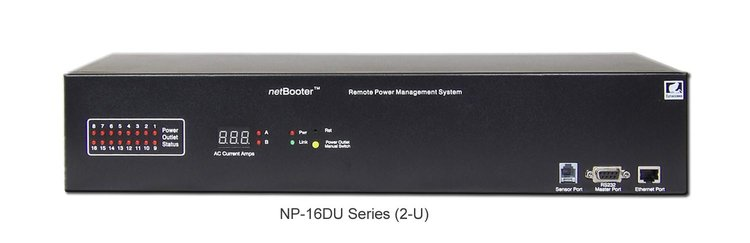 netBooter™ Remote Power Management System
8 7 6 5 4 3 2 1
Power
Outlet
Status
16 15 14 13 12 11 10 9
AC Current Amps
A
B
Pwr
Link
Rst
Power Outlet
Manual Switch
Sensor Port
RS232
Master Port
Ethernet Port
NP-16DU Series (2-U)